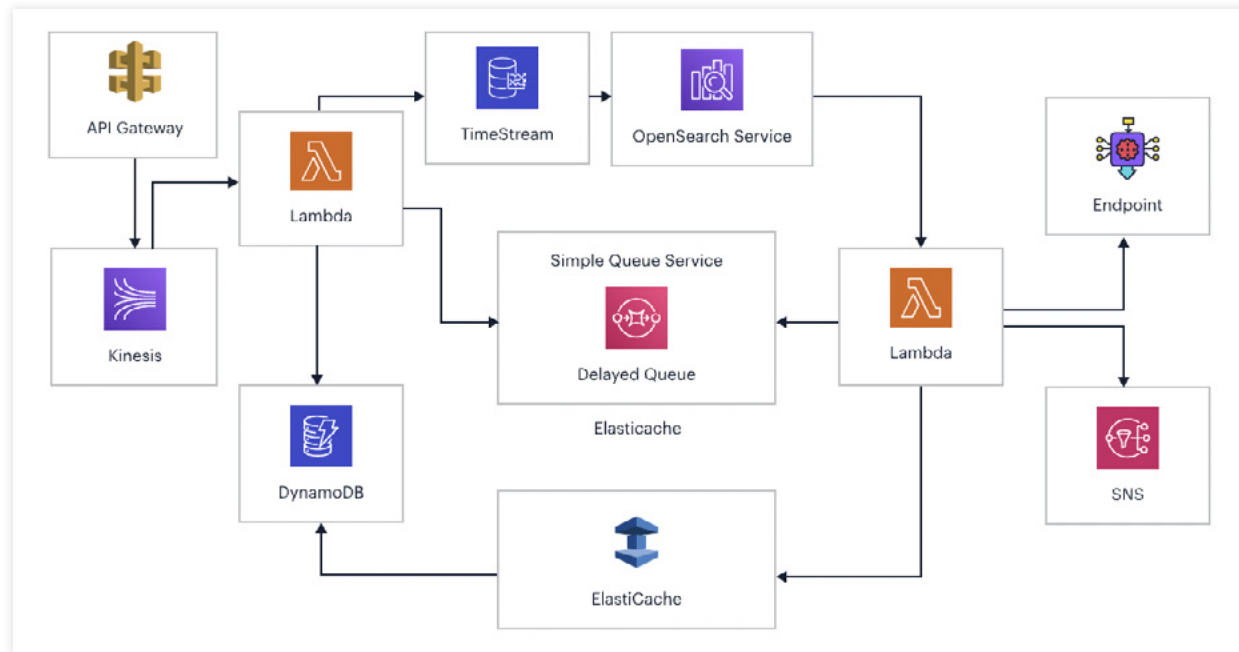 API Gateway
TimeStream
OpenSearch Service
Lambda
Endpoint
Simple Queue Service
Kinesis
Delayed Queue
Lambda
Elasticache
DynamoDB
SNS
ElastiCache